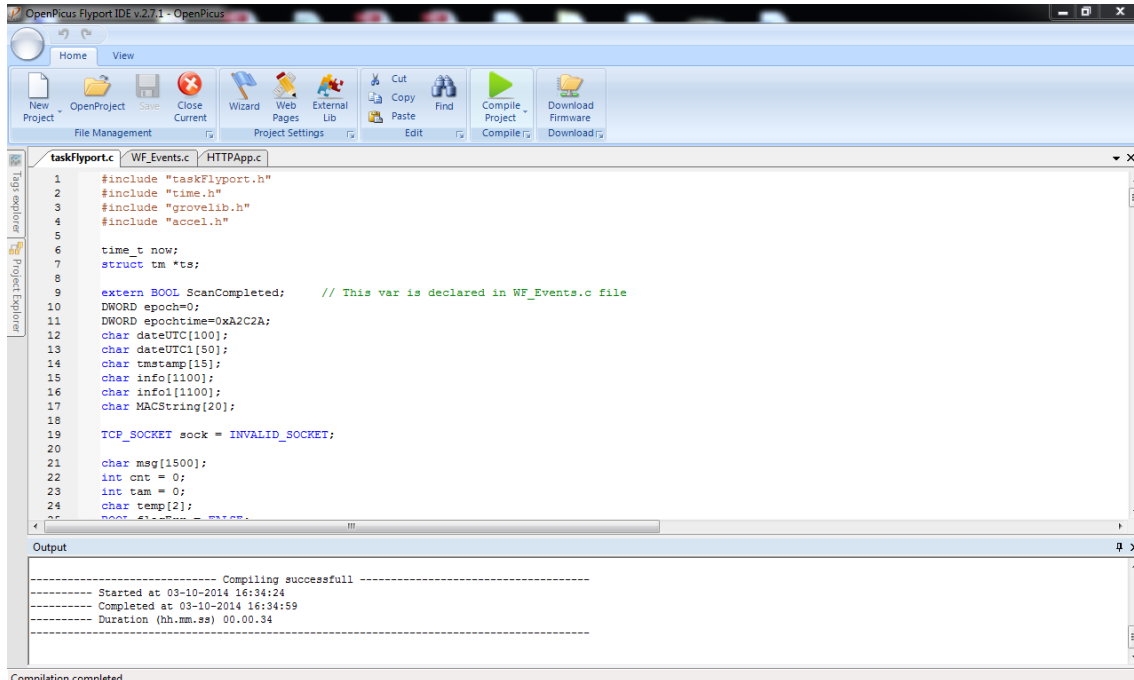 OpenPicus Flyport IDE v.2.7.1 - OpenPicus
Home View
New Project OpenProject Save Close Current Wizard Web Pages External Lib Cut Copy Paste Find Compile Project Download Firmware
File Management Project Settings Edit Compile Download
taskFlyport.c WF_Events.c HTTPApp.c
Tags explorer
Project Explorer
1 #include "taskFlyport.h"
2 #include "time.h"
3 #include "grovelib.h"
4 #include "accel.h"
5
6 time_t now;
7 struct tm *ts;
8
9 extern BOOL ScanCompleted; // This var is declared in WF_Events.c file
10 DWORD epoch=0;
11 DWORD epochtime=0xA2C2A;
12 char dateUTC[100];
13 char dateUTC1[50];
14 char tmstamp[15];
15 char info[1100];
16 char info1[1100];
17 char MACString[20];
18
19 TCP_SOCKET sock = INVALID_SOCKET;
20
21 char msg[1500];
22 int cnt = 0;
23 int tam = 0;
24 char temp[2];
Output
------------------------------ Compiling successfull -------------------------------------
---------- Started at 03-10-2014 16:34:24
---------- Completed at 03-10-2014 16:34:59
---------- Duration (hh.mm.ss) 00.00.34
------------------------------------------------------------------------------------------
Compilation completed